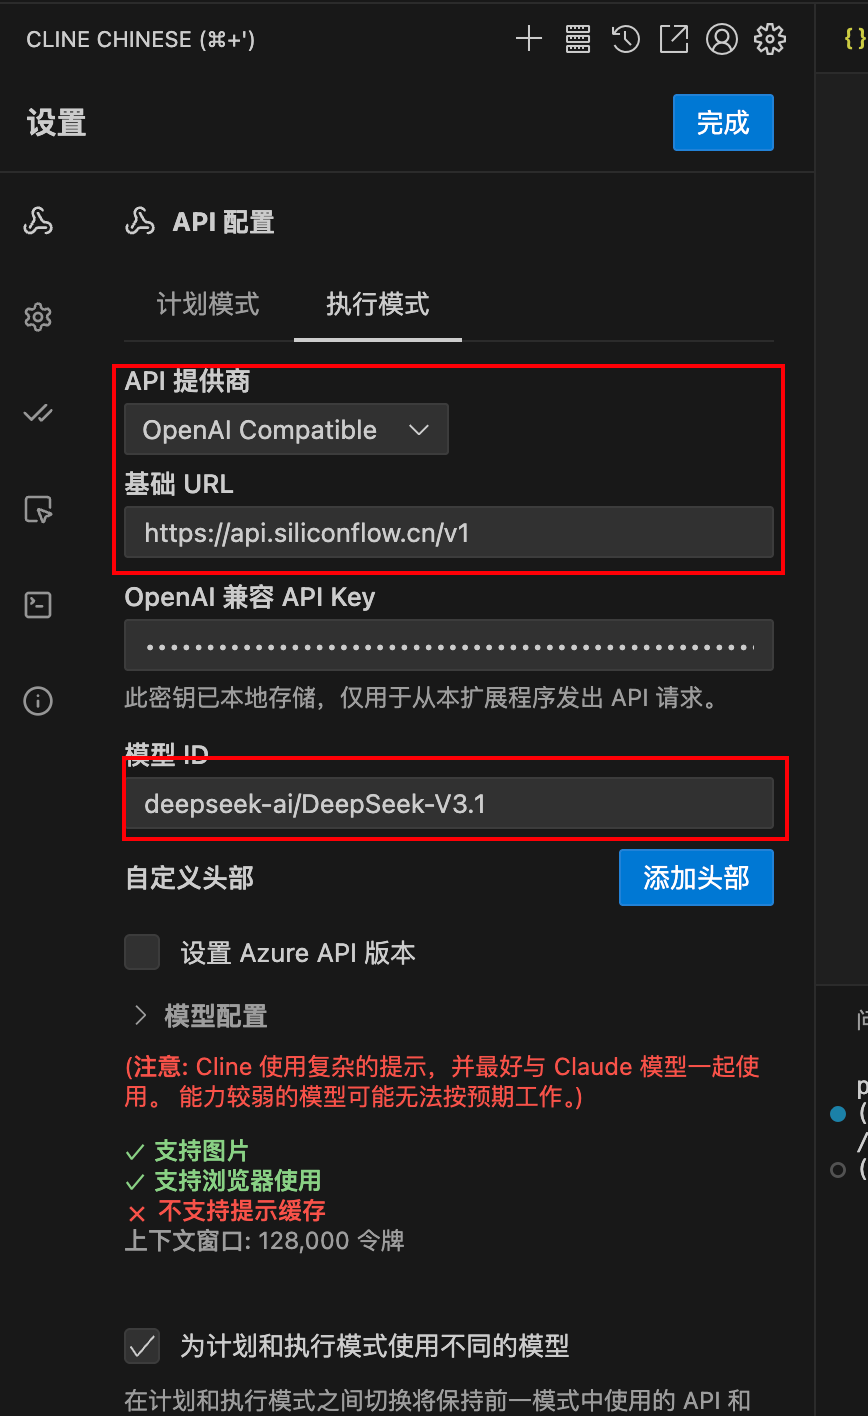 CLINE CHINESE (⌘+')
设置
完成
API 配置
计划模式
执行模式
API 提供商
OpenAI Compatible
基础 URL
https://api.siliconflow.cn/v1
OpenAI 兼容 API Key
此密钥已本地存储，仅用于从本扩展程序发出 API 请求。
模型 ID
deepseek-ai/DeepSeek-V3.1
自定义头部
添加头部
设置 Azure API 版本
模型配置
(注意: Cline 使用复杂的提示，并最好与 Claude 模型一起使
用。 能力较弱的模型可能无法按预期工作。)
支持图片
支持浏览器使用
不支持提示缓存
上下文窗口: 128,000 令牌
为计划和执行模式使用不同的模型
在计划和执行模式之间切换将保持前一模式中使用的 API 和